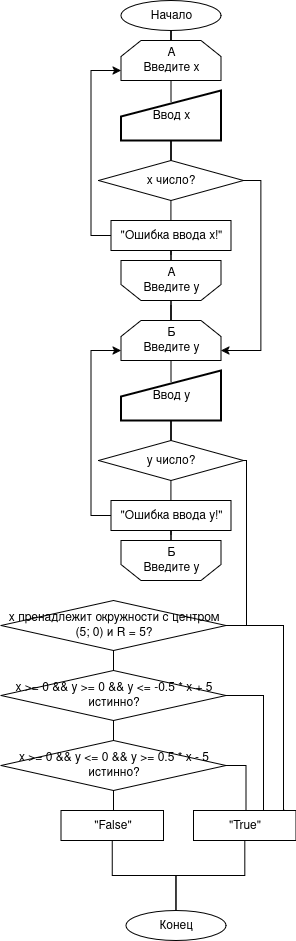 Начало
А
Введите x
Ввод x
x число?
"Ошибка ввода x!"
А
Введите y
Б
Введите y
Ввод y
y число?
"Ошибка ввода y!"
Б
Введите y
x пренадлежит окружности с центром
(5; 0) и R = 5?
x >= 0 && y >= 0 && y <= -0.5 * x + 5
истинно?
x >= 0 && y <= 0 && y >= 0.5 * x - 5
истинно?
"False"
"True"
Конец